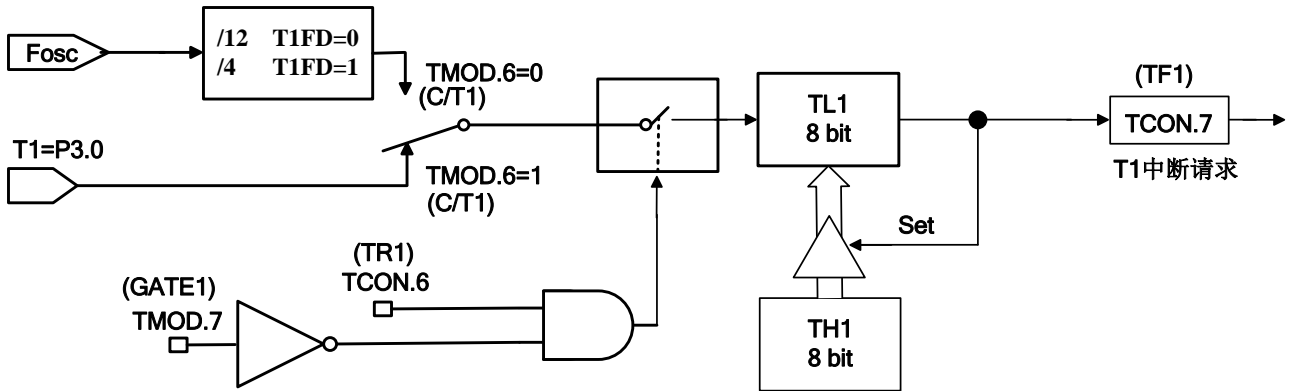 Fosc
/12 T1FD=0
/4 T1FD=1
TMOD.6=0
(C/T1)
T1=P3.0
TMOD.6=1
(C/T1)
(TR1)
TCON.6
(GATE1)
TMOD.7
TL1
8 bit
Set
TH1
8 bit
(TF1)
TCON.7
T1中断请求